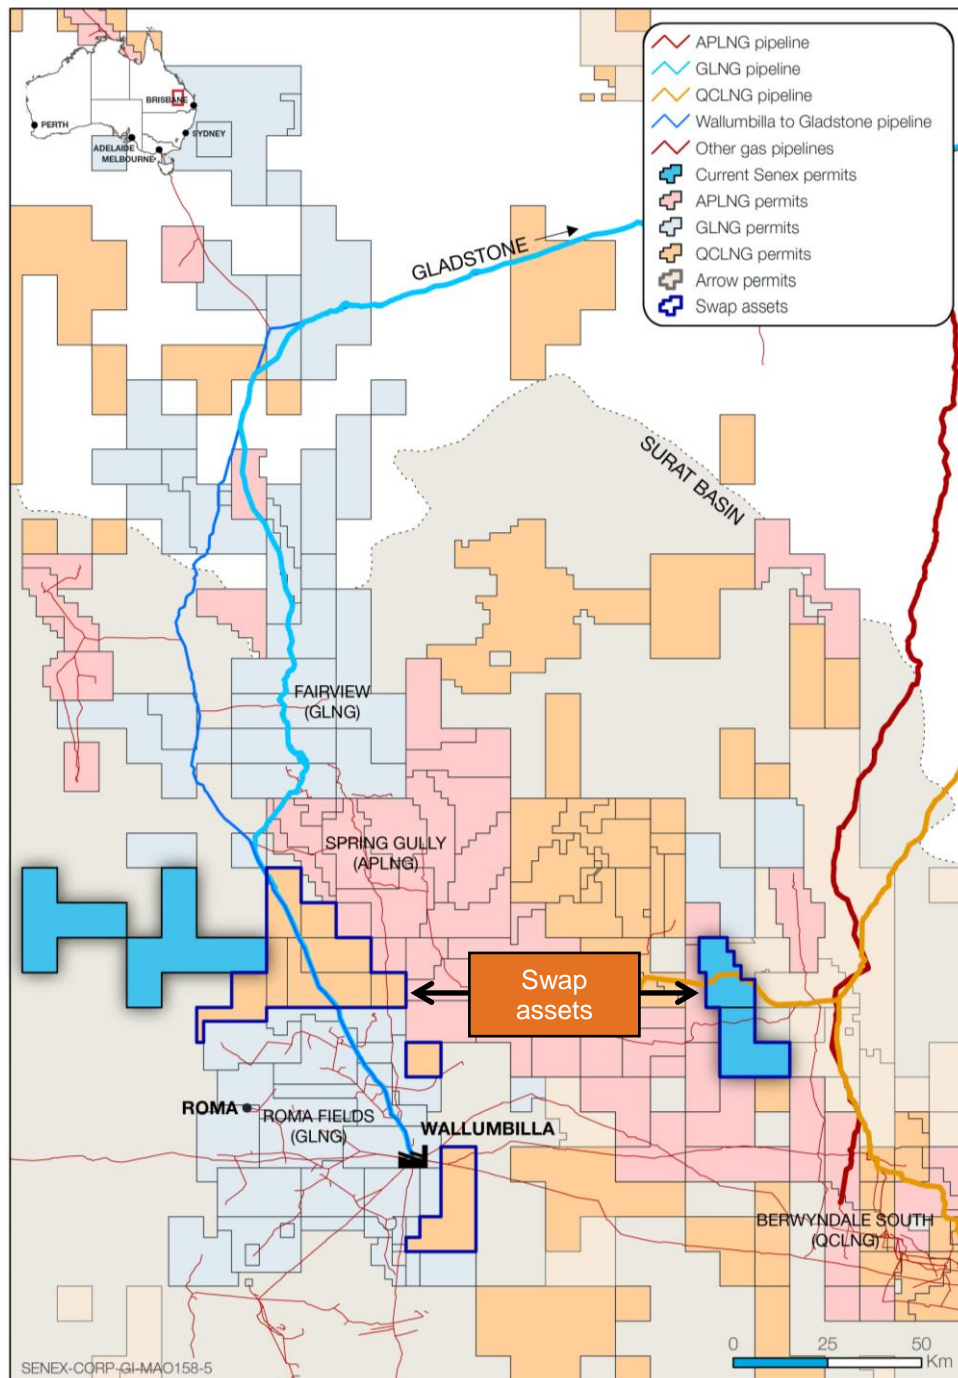 APLNG pipeline
GLNG pipeline
QCLNG pipeline
Wallumbilla to Gladstone pipeline
Other gas pipelines
Current Senex permits
APLNG permits
GLNG permits
QCLNG permits
Arrow permits
Swap assets
BRISBANE
PERTH
SYDNEY
ADELAIDE
MELBOURNE
GLADSTONE
SURAT BASIN
FAIRVIEW
(GLNG)
SPRING GULLY
(APLNG)
Swap
assets
ROMA
ROMA FIELDS
(GLNG)
WALLUMBILLA
BERWYNDALE SOUTH
(QCLNG)
0 25 50
Km
SENEX-CORP-GI-MAO158-5